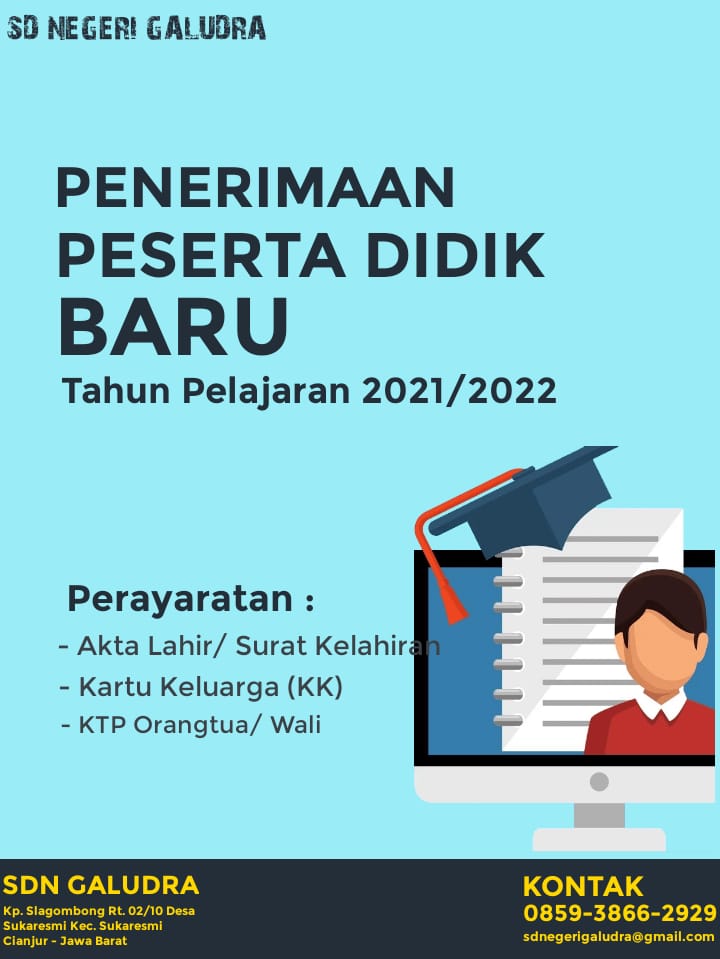 SD NEGERI GALUDRA
PENERIMAAN
PESERTA DIDIK
BARU
Tahun Pelajaran 2021/2022
Perayaratan :
- Akta Lahir/ Surat Kelahiran
- Kartu Keluarga (KK)
- KTP Orangtua/ Wali
SDN GALUDRA
Kp. Slagombong Rt. 02/10 Desa
Sukaresmi Kec. Sukaresmi
Cianjur - Jawa Barat
KONTAK
0859-3866-2929
sdnegerigaludra@gmail.com